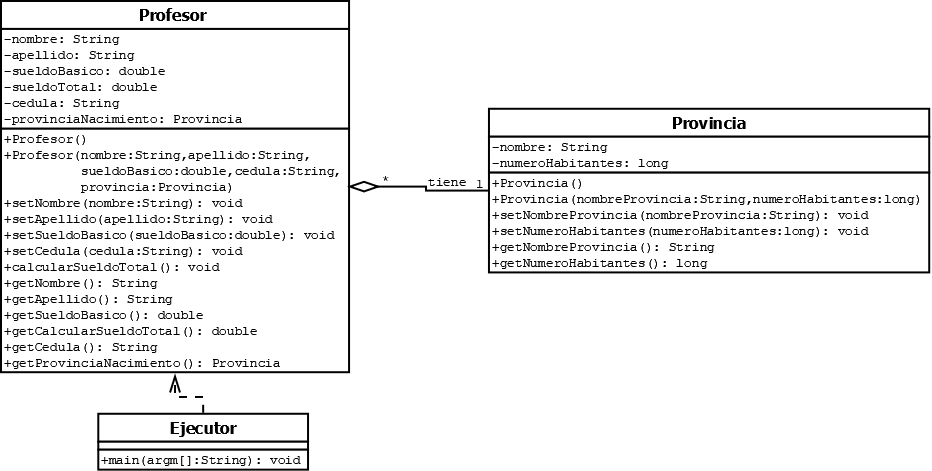 Profesor
-nombre: String
-apellido: String
-sueldoBasico: double
-sueldoTotal: double
-cedula: String
-provinciaNacimiento: Provincia
+Profesor()
+Profesor(nombre:String,apellido:String,
sueldoBasico:double,cedula:String,
provincia:Provincia)
+setNombre(nombre:String): void
+setApellido(apellido:String): void
+setSueldoBasico(sueldoBasico:double): void
+setCedula(cedula:String): void
+calcularSueldoTotal(): void
+getNombre(): String
+getApellido(): String
+getSueldoBasico(): double
+getCalcularSueldoTotal(): double
+getCedula(): String
+getProvinciaNacimiento(): Provincia
* tiene 1
Provincia
-nombre: String
-numeroHabitantes: long
+Provincia()
+Provincia(nombreProvincia:String,numeroHabitantes:long)
+setNombreProvincia(nombreProvincia:String): void
+setNumeroHabitantes(numeroHabitantes:long): void
+getNombreProvincia(): String
+getNumeroHabitantes(): long
Ejecutor
+main(argm[]:String): void